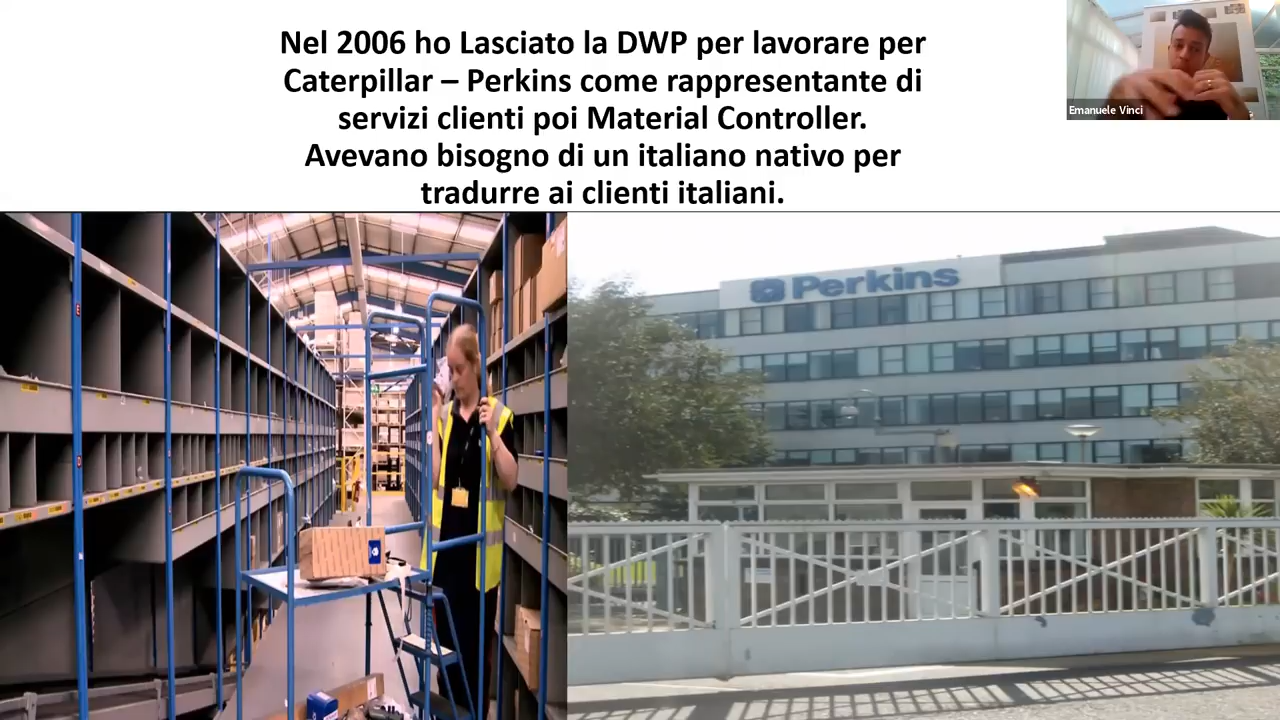 Nel 2006 ho Lasciato la DWP per lavorare per
Caterpillar – Perkins come rappresentante di
servizi clienti poi Material Controller.
Avevano bisogno di un italiano nativo per
tradurre ai clienti italiani.
Emanuele Vinci
Perkins